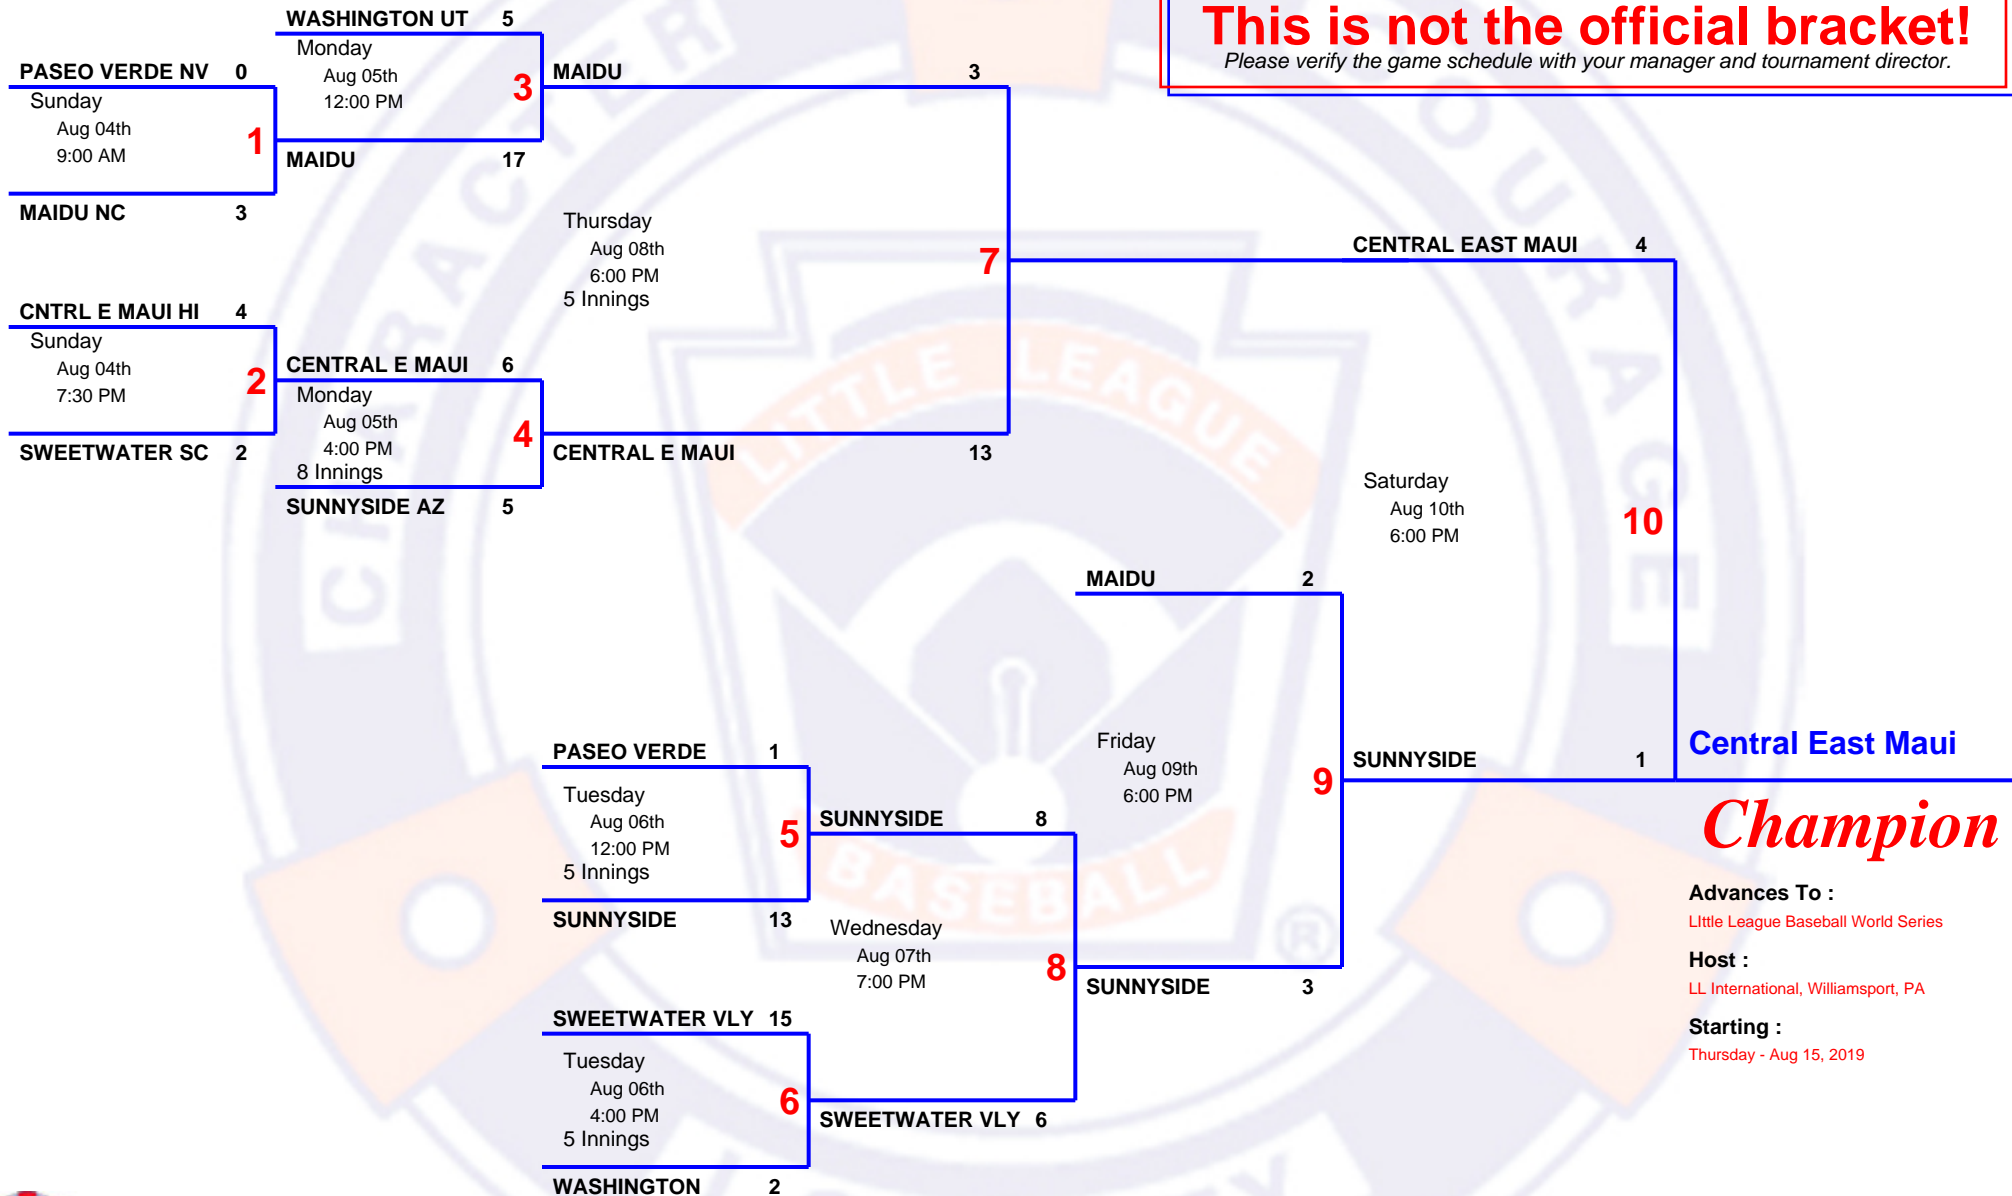 This is not the official bracket!
Please verify the game schedule with your manager and tournament director.
WASHINGTON UT 5
Monday
Aug 05th
12:00 PM
3
MAIDU 17
PASEO VERDE NV 0
Sunday
Aug 04th
9:00 AM
1
MAIDU NC 3
MAIDU 3
Thursday
Aug 08th
6:00 PM
5 Innings
7
CENTRAL E MAUI 13
CNTRL E MAUI HI 4
Sunday
Aug 04th
7:30 PM
2
SWEETWATER SC 2
CENTRAL E MAUI 6
Monday
Aug 05th
4:00 PM
8 Innings
4
SUNNYSIDE AZ 5
CENTRAL EAST MAUI 4
Saturday
Aug 10th
6:00 PM
10
SUNNYSIDE 1
MAIDU 2
Friday
Aug 09th
6:00 PM
9
SUNNYSIDE 3
PASEO VERDE 1
Tuesday
Aug 06th
12:00 PM
5 Innings
5
SUNNYSIDE 13
SUNNYSIDE 8
Wednesday
Aug 07th
7:00 PM
8
SWEETWATER VLY 6
SWEETWATER VLY 15
Tuesday
Aug 06th
4:00 PM
5 Innings
6
WASHINGTON 2
Central East Maui
Champion
Advances To :
LIttle League Baseball World Series
Host :
LL International, Williamsport, PA
Starting :
Thursday - Aug 15, 2019
CHARACTER
COURAGE
LITTLE LEAGUE
BASEBALL
®